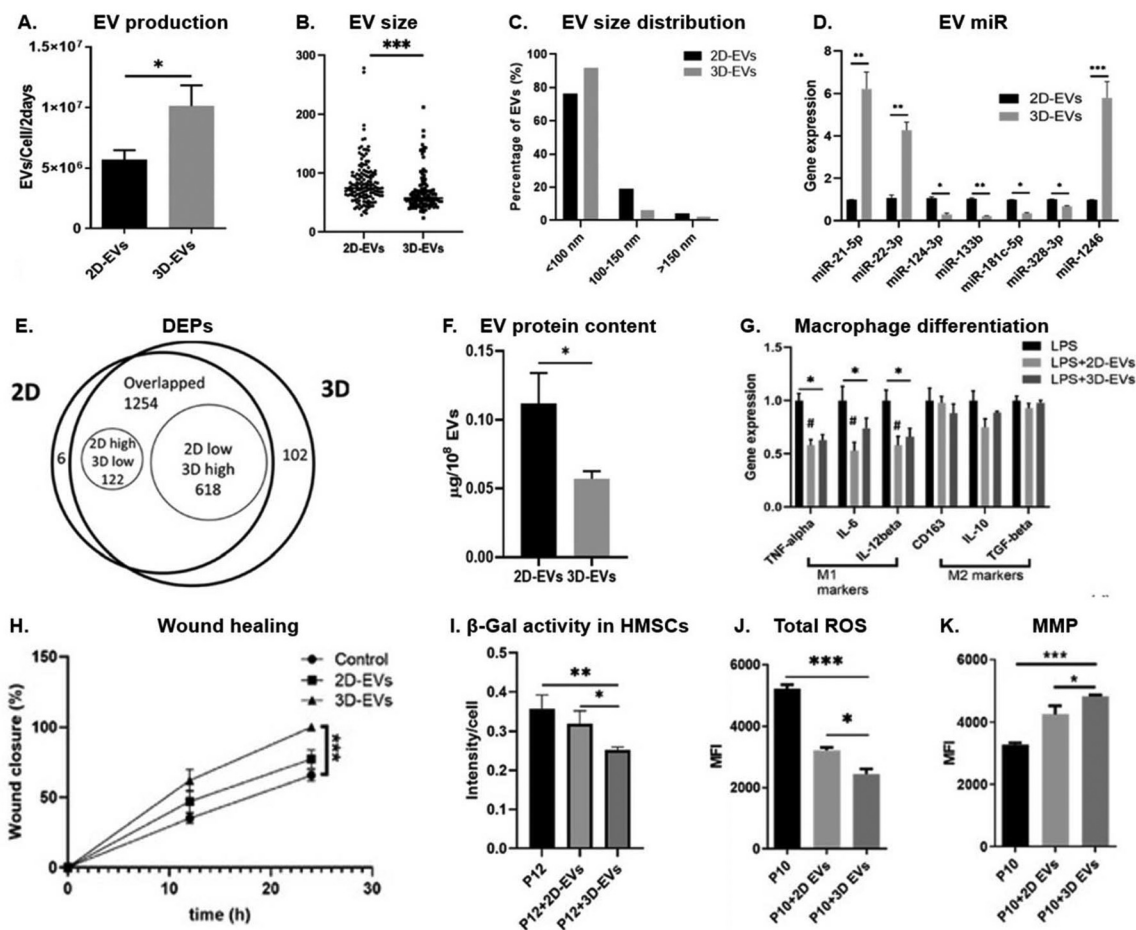 A. EV production
1.5×10⁷
1×10⁷
5×10⁶
0
EVs/Cell/2days
*
2D-EVs
3D-EVs
B. EV size
300
200
150
100
50
0
***
2D-EVs
3D-EVs
C. EV size distribution
2D-EVs
3D-EVs
100
80
60
40
20
0
Percentage of EVs (%)
<100 nm
100-150 nm
>150 nm
D. EV miR
2D-EVs
3D-EVs
8
6
4
2
0
Gene expression
**
**
*
**
*
*
***
miR-21-5p
miR-22-3p
miR-124-3p
miR-133b
miR-181c-5p
miR-328-3p
miR-1246
E. DEPs
2D
3D
Overlapped
1254
6
2D high
3D low
122
2D low
3D high
618
102
F. EV protein content
0.15
0.10
0.05
0.00
µg/10⁸ EVs
*
2D-EVs
3D-EVs
G. Macrophage differentiation
LPS
LPS+2D-EVs
LPS+3D-EVs
1.5
1.0
0.5
0.0
Gene expression
*
*
*
#
#
#
TNF-alpha
IL-6
IL-12beta
CD163
IL-10
TGF-beta
M1
markers
M2 markers
H. Wound healing
Control
2D-EVs
3D-EVs
150
100
50
0
Wound closure (%)
***
0
10
20
30
time (h)
I. β-Gal activity in HMSCs
0.4
0.3
0.2
0.1
0.0
Intensity/cell
**
*
P12
P12+2D-EVs
P12+3D-EVs
J. Total ROS
6000
4000
2000
0
MFI
***
*
P10
P10+2D EVs
P10+3D EVs
K. MMP
6000
4000
2000
0
MFI
***
*
P10
P10+2D EVs
P10+3D EVs